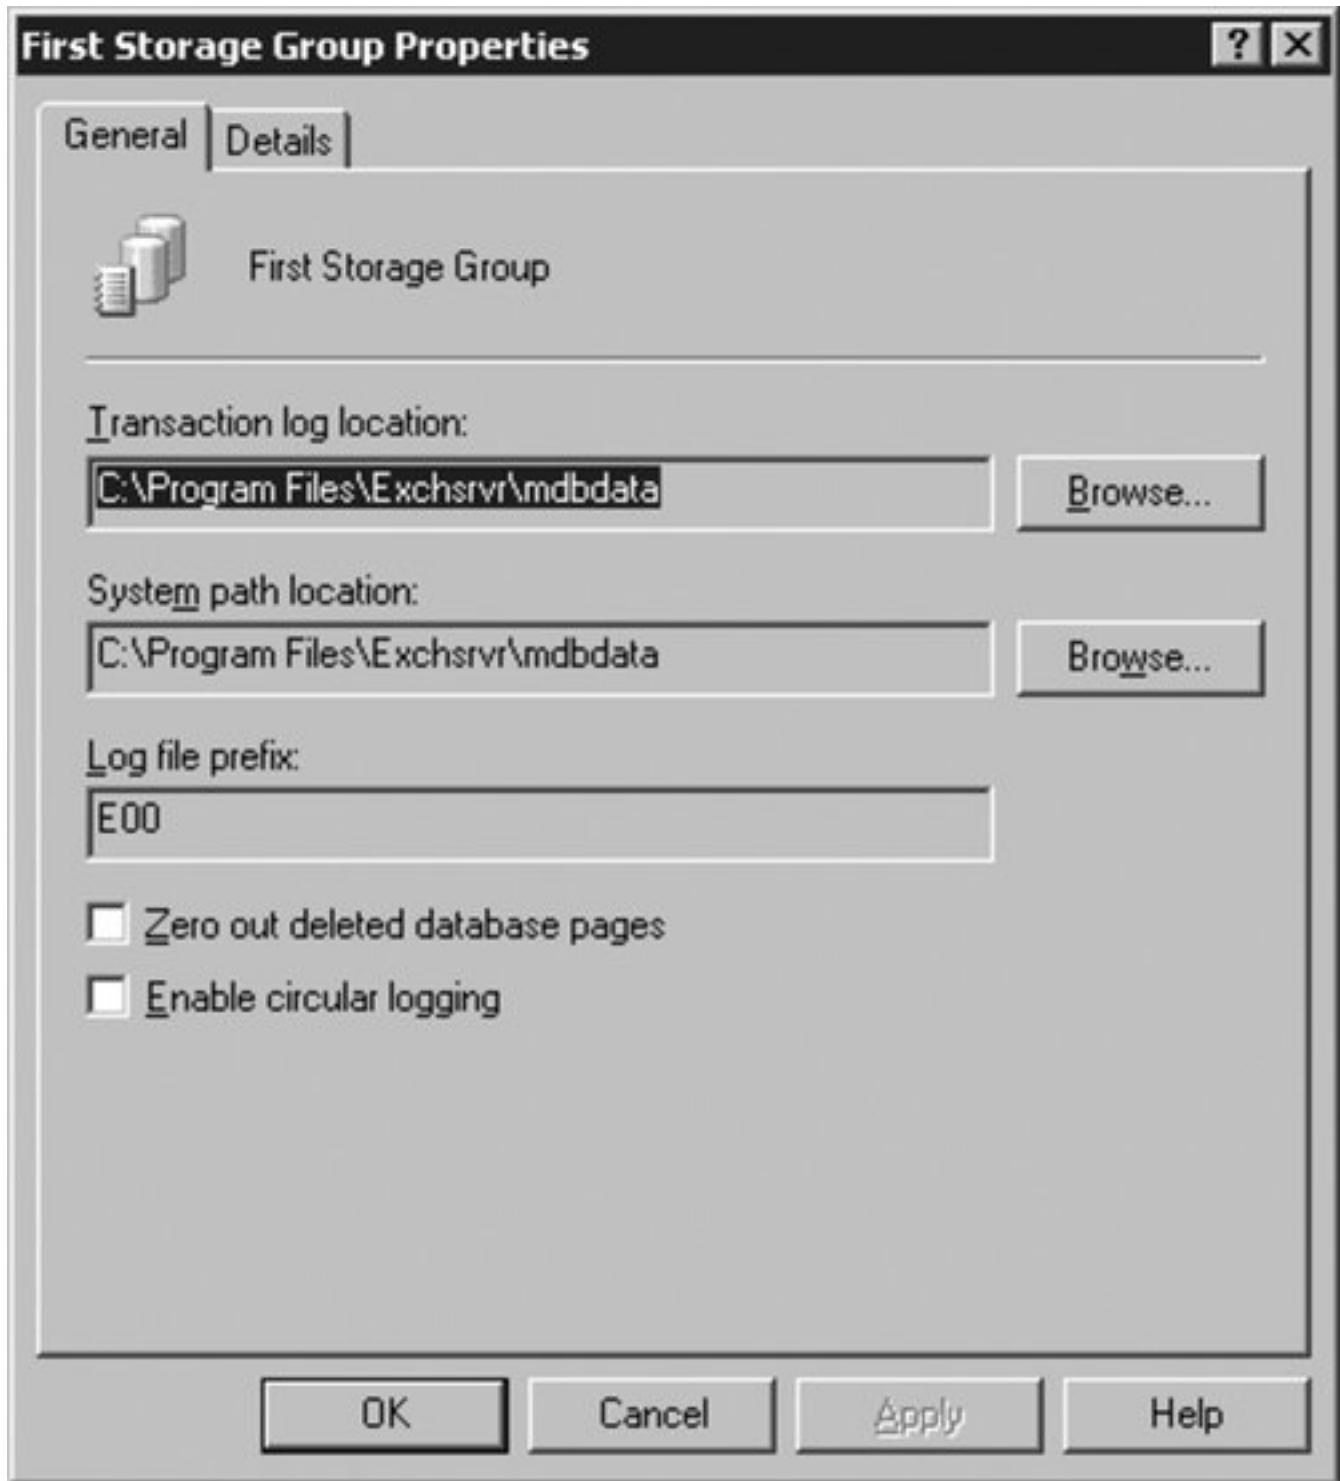 First Storage Group Properties
General Details
First Storage Group
Transaction log location:
C:\Program Files\Exchsrvr\mdbdata Browse...
System path location:
C:\Program Files\Exchsrvr\mdbdata Browse...
Log file prefix:
E00
Zero out deleted database pages
Enable circular logging
OK Cancel Apply Help